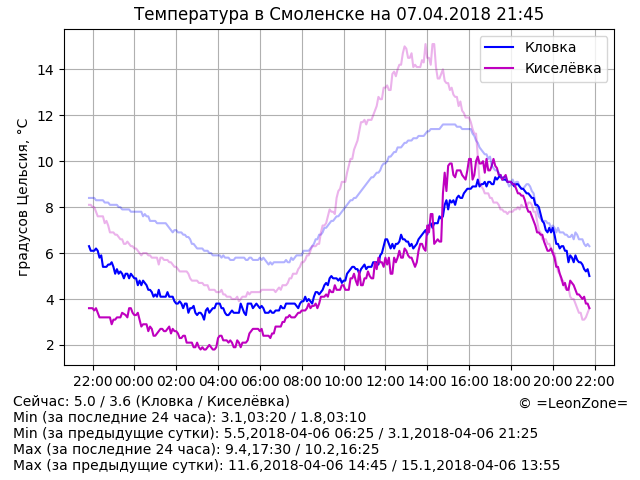 Температура в Смоленске на 07.04.2018 21:45
Кловка
Киселёвка
градусов Цельсия, °C
14
12
10
8
6
4
2
22:00 00:00 02:00 04:00 06:00 08:00 10:00 12:00 14:00 16:00 18:00 20:00 22:00
Сейчас: 5.0 / 3.6 (Кловка / Киселёвка)
© =LeonZone=
Min (за последние 24 часа): 3.1,03:20 / 1.8,03:10
Min (за предыдущие сутки): 5.5,2018-04-06 06:25 / 3.1,2018-04-06 21:25
Max (за последние 24 часа): 9.4,17:30 / 10.2,16:25
Max (за предыдущие сутки): 11.6,2018-04-06 14:45 / 15.1,2018-04-06 13:55